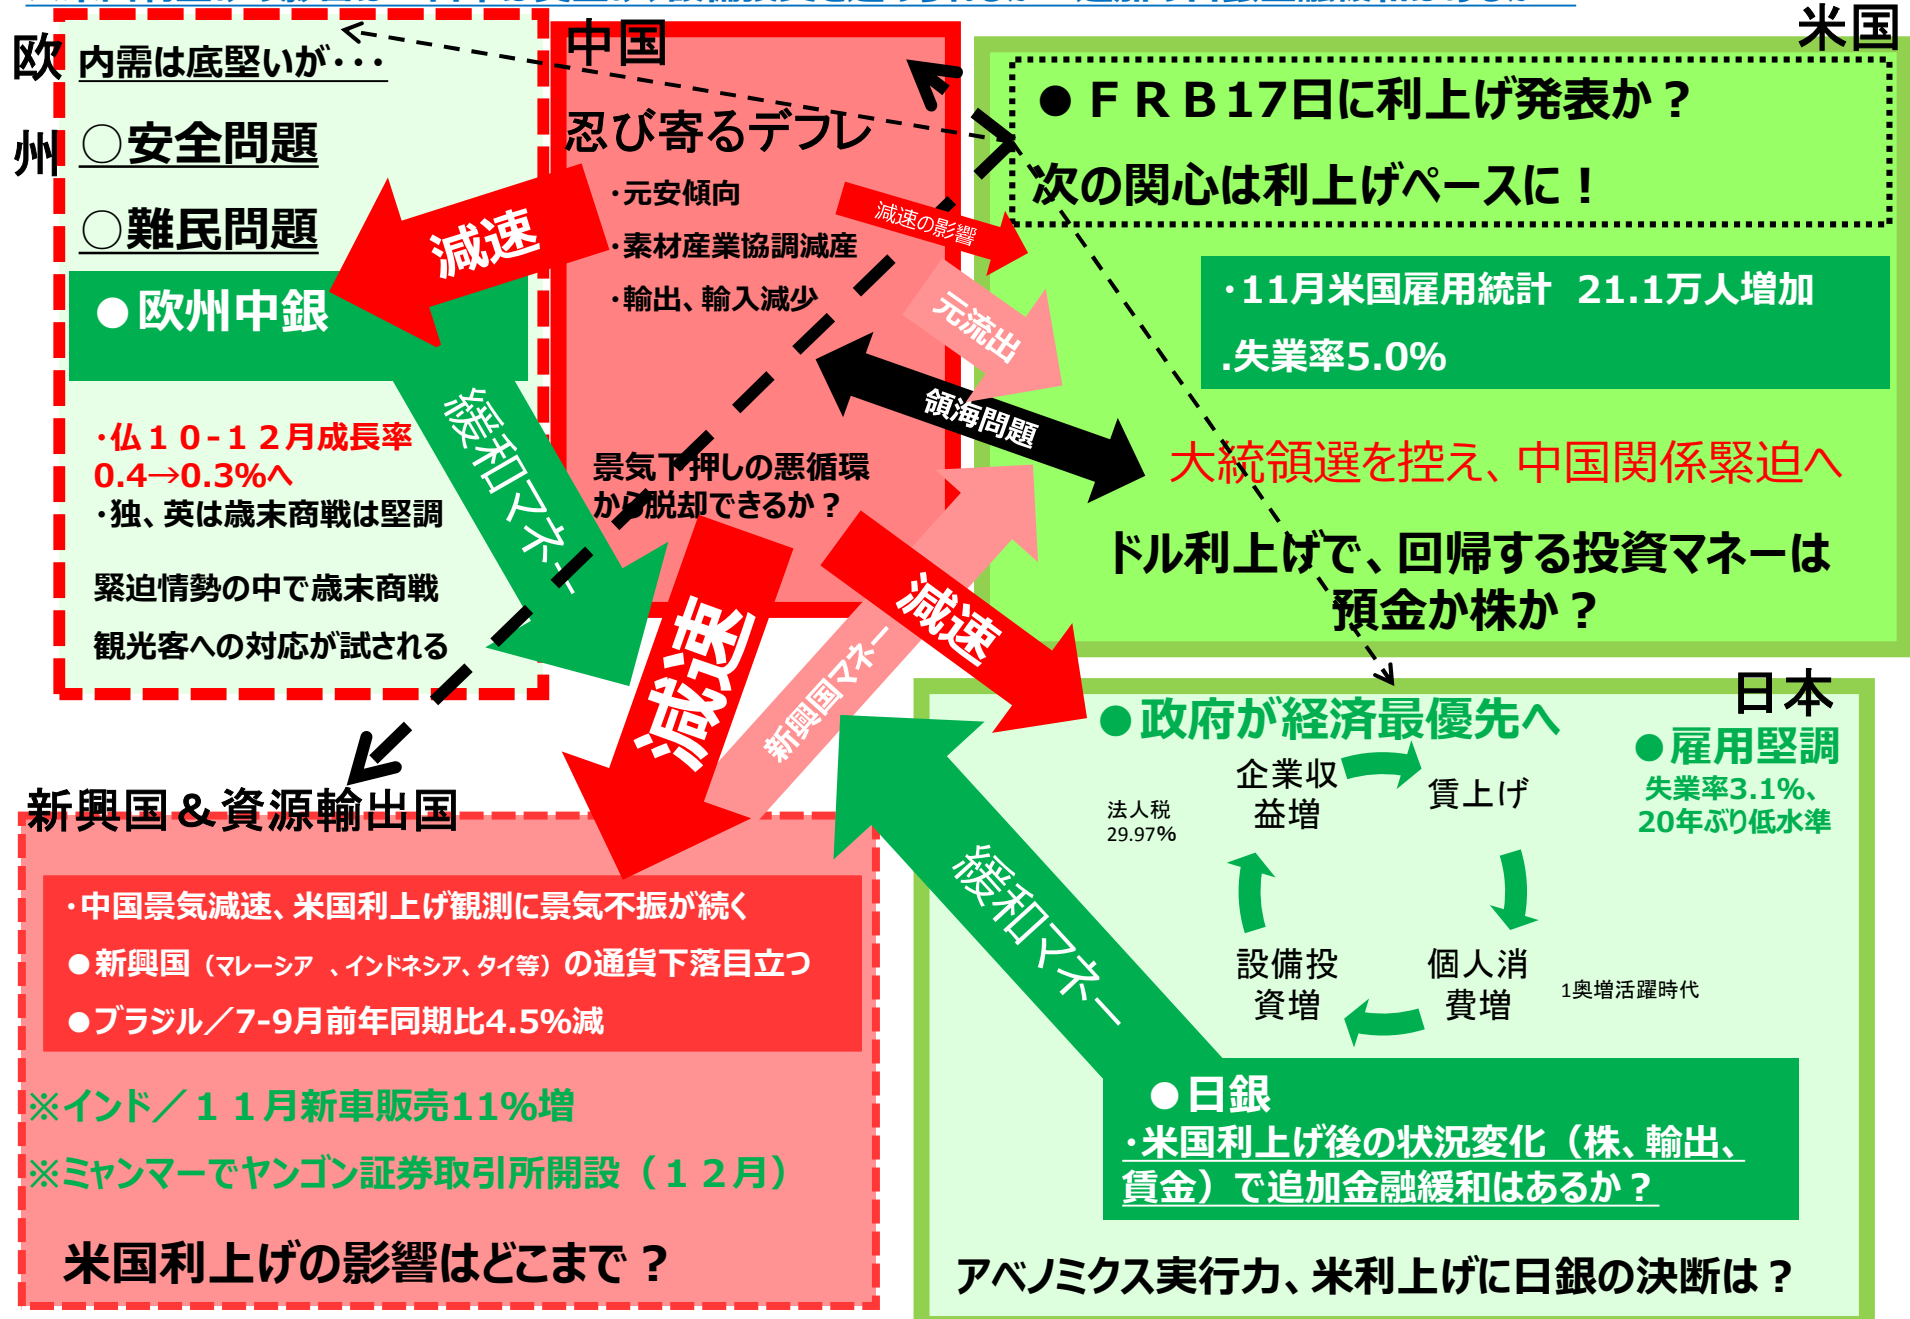 欧州
内需は底堅いが・・・
○安全問題
○難民問題
●欧州中銀
・仏１０-１２月成長率
0.4→0.3%へ
・独、英は歳末商戦は堅調
緊迫情勢の中で歳末商戦
観光客への対応が試される
減速
緩和マネー
中国
忍び寄るデフレ
・元安傾向
・素材産業協調減産
・輸出、輸入減少
景気下押しの悪循環
から脱却できるか？
減速の影響
元流出
領海問題
減速
新興国マネー
減速
米国
●ＦＲＢ17日に利上げ発表か？
次の関心は利上げペースに！
・11月米国雇用統計 21.1万人増加
.失業率5.0%
大統領選を控え、中国関係緊迫へ
ドル利上げで、回帰する投資マネーは
預金か株か？
新興国＆資源輸出国
・中国景気減速、米国利上げ観測に景気不振が続く
●新興国（マレーシア 、インドネシア、タイ等）の通貨下落目立つ
●ブラジル／7-9月前年同期比4.5%減
※インド／１１月新車販売11%増
※ミャンマーでヤンゴン証券取引所開設（１２月）
米国利上げの影響はどこまで？
日本
●政府が経済最優先へ
●雇用堅調
失業率3.1%、
20年ぶり低水準
企業収
益増
賃上げ
法人税
29.97%
設備投
資増
個人消
費増
1奥増活躍時代
緩和マネー
●日銀
・米国利上げ後の状況変化（株、輸出、
賃金）で追加金融緩和はあるか？
アベノミクス実行力、米利上げに日銀の決断は？